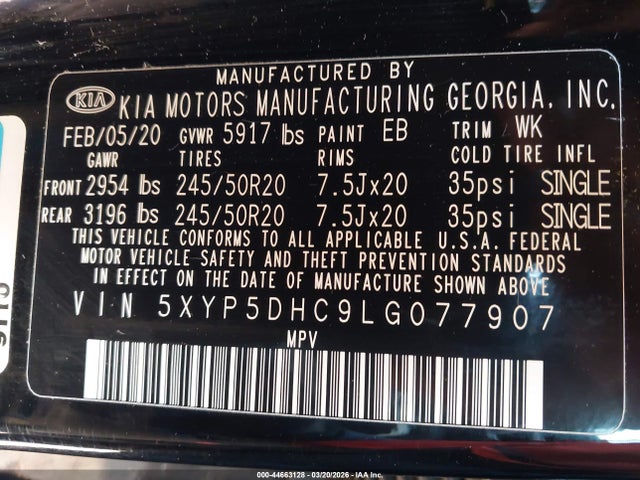 MANUFACTURED BY
KIA KIA MOTORS MANUFACTURING GEORGIA, INC.
FEB/05/20 GVWR 5917 lbs PAINT EB TRIM WK
GAWR TIRES RIMS COLD TIRE INFL
FRONT 2954 lbs 245/50R20 7.5Jx20 35psi SINGLE
REAR 3196 lbs 245/50R20 7.5Jx20 35psi SINGLE
THIS VEHICLE CONFORMS TO ALL APPLICABLE U.S.A. FEDERAL
MOTOR VEHICLE SAFETY AND THEFT PREVENTION STANDARDS
IN EFFECT ON THE DATE OF MANUFACTURE SHOWN ABOVE.
VIN 5XYP5DHC9LG077907
MPV
000-44663128 - 03/20/2026 - IAA Inc.